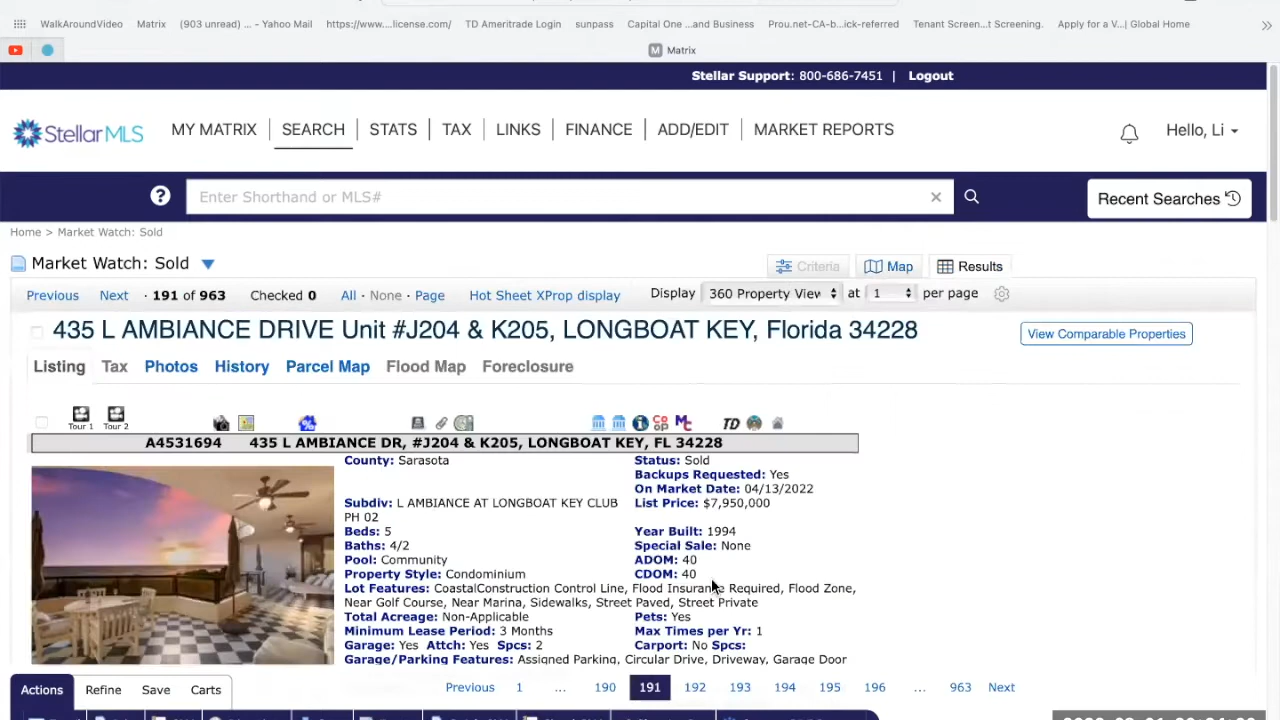 WalkAroundVideo Matrix (903 unread) ... – Yahoo Mail https://www....license.com/ TD Ameritrade Login sunpass Capital One ...and Business Prou.net-CA-b...ick-referred Tenant Screen...t Screening. Apply for a V...| Global Home
M Matrix
Stellar Support: 800-686-7451 | Logout
StellarMLS MY MATRIX SEARCH STATS TAX LINKS FINANCE ADD/EDIT MARKET REPORTS Hello, Li
? Enter Shorthand or MLS# Recent Searches
Home > Market Watch: Sold
Market Watch: Sold Criteria Map Results
Previous Next · 191 of 963 Checked 0 All · None · Page Hot Sheet XProp display Display 360 Property View at 1 per page
435 L AMBIANCE DRIVE Unit #J204 & K205, LONGBOAT KEY, Florida 34228 View Comparable Properties
Listing Tax Photos History Parcel Map Flood Map Foreclosure
Tour 1 Tour 2
A4531694 435 L AMBIANCE DR, #J204 & K205, LONGBOAT KEY, FL 34228
County: Sarasota Status: Sold
Backups Requested: Yes
On Market Date: 04/13/2022
Subdiv: L AMBIANCE AT LONGBOAT KEY CLUB List Price: $7,950,000
PH 02
Beds: 5 Year Built: 1994
Baths: 4/2 Special Sale: None
Pool: Community ADOM: 40
Property Style: Condominium CDOM: 40
Lot Features: CoastalConstruction Control Line, Flood Insurance Required, Flood Zone,
Near Golf Course, Near Marina, Sidewalks, Street Paved, Street Private
Total Acreage: Non-Applicable Pets: Yes
Minimum Lease Period: 3 Months Max Times per Yr: 1
Garage: Yes Attch: Yes Spcs: 2 Carport: No Spcs:
Garage/Parking Features: Assigned Parking, Circular Drive, Driveway, Garage Door
Actions Refine Save Carts Previous 1 ... 190 191 192 193 194 195 196 ... 963 Next